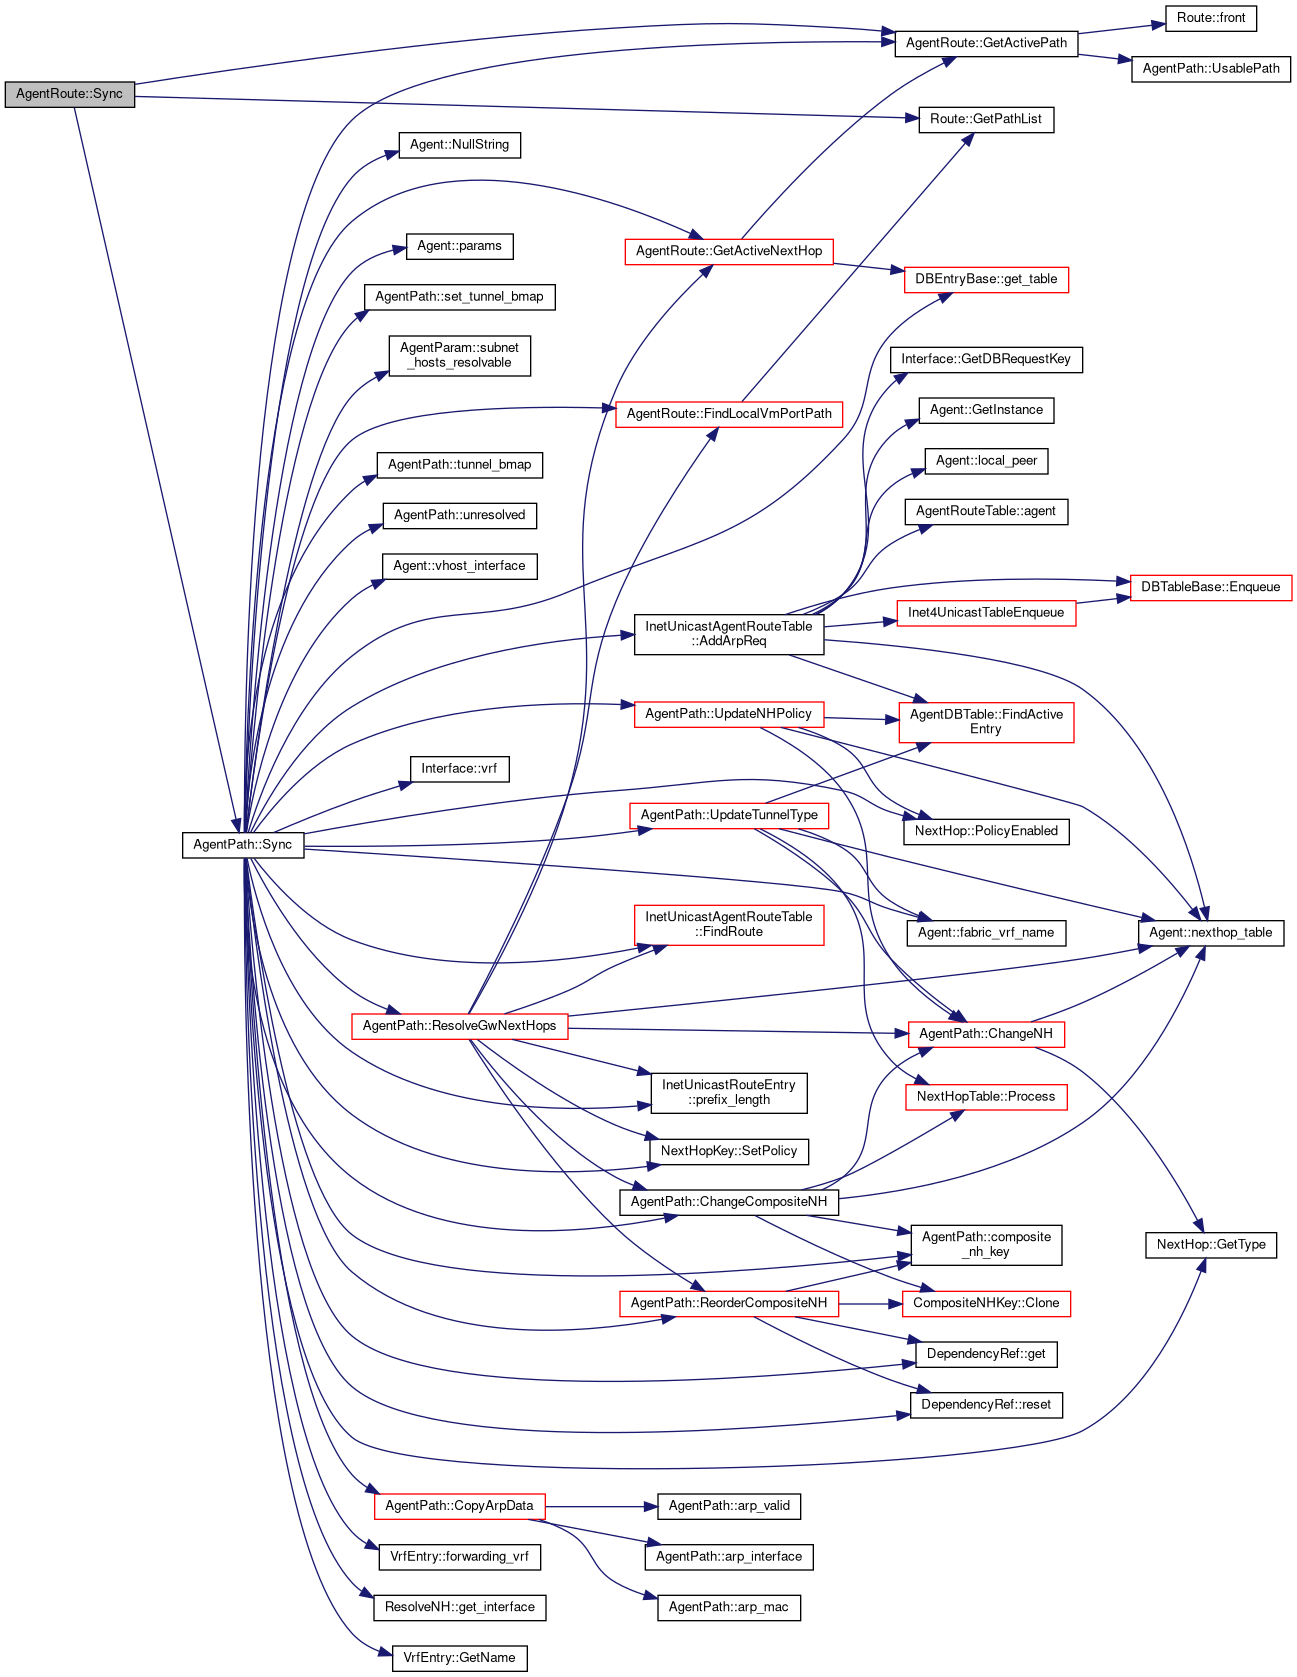 Route::front
AgentRoute::GetActivePath
AgentPath::UsablePath
AgentRoute::Sync
Route::GetPathList
Agent::NullString
Agent::params
AgentRoute::GetActiveNextHop
DBEntryBase::get_table
AgentPath::set_tunnel_bmap
AgentParam::subnet
_hosts_resolvable
Interface::GetDBRequestKey
AgentRoute::FindLocalVmPortPath
Agent::GetInstance
AgentPath::tunnel_bmap
Agent::local_peer
AgentPath::unresolved
AgentRouteTable::agent
Agent::vhost_interface
DBTableBase::Enqueue
Inet4UnicastTableEnqueue
InetUnicastAgentRouteTable
::AddArpReq
AgentPath::UpdateNHPolicy
AgentDBTable::FindActive
Entry
Interface::vrf
AgentPath::UpdateTunnelType
NextHop::PolicyEnabled
AgentPath::Sync
InetUnicastAgentRouteTable
::FindRoute
Agent::fabric_vrf_name
Agent::nexthop_table
AgentPath::ResolveGwNextHops
AgentPath::ChangeNH
InetUnicastRouteEntry
::prefix_length
NextHopTable::Process
NextHopKey::SetPolicy
AgentPath::ChangeCompositeNH
AgentPath::composite
_nh_key
NextHop::GetType
AgentPath::ReorderCompositeNH
CompositeNHKey::Clone
DependencyRef::get
DependencyRef::reset
AgentPath::CopyArpData
AgentPath::arp_valid
VrfEntry::forwarding_vrf
AgentPath::arp_interface
ResolveNH::get_interface
AgentPath::arp_mac
VrfEntry::GetName